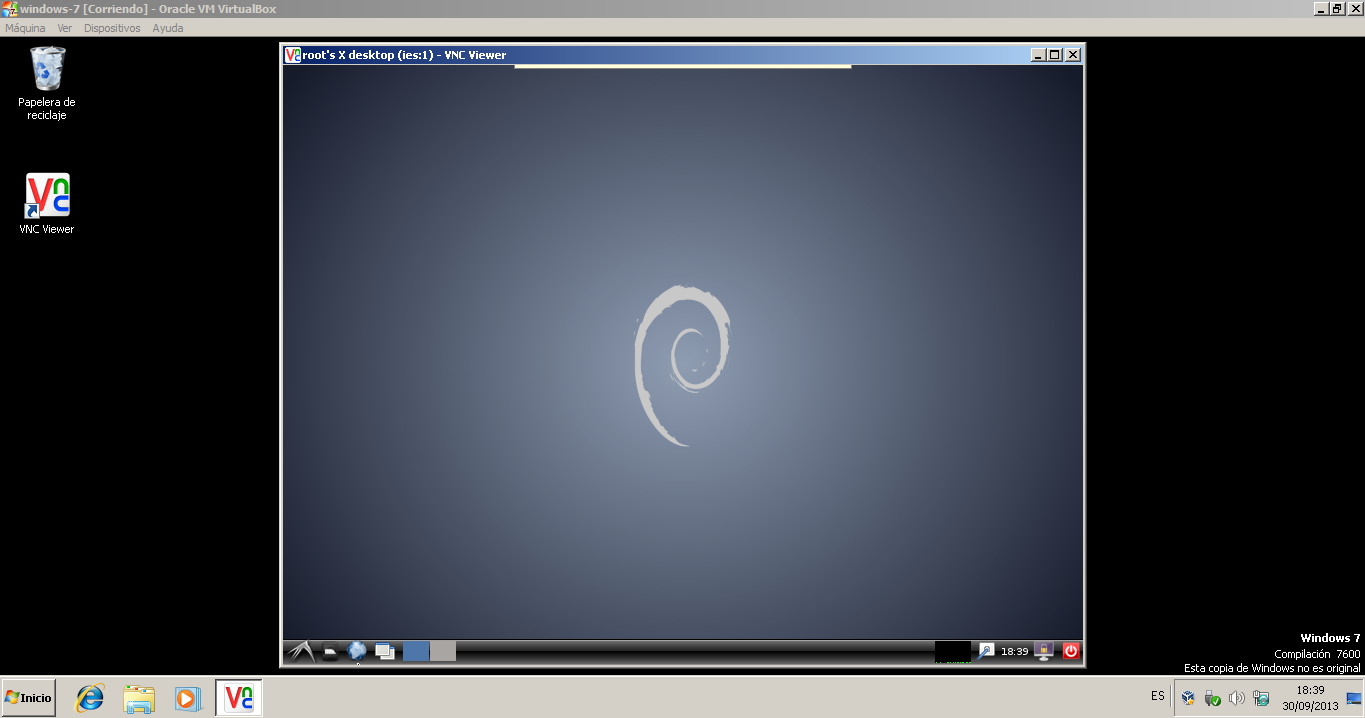 windows-7 [Corriendo] - Oracle VM VirtualBox
Máquina Ver Dispositivos Ayuda
Papelera de
reciclaje
VNC Viewer
root's X desktop (ies:1) - VNC Viewer
18:39
Windows 7
Compilación 7600
Esta copia de Windows no es original
Inicio
ES
18:39
30/09/2013